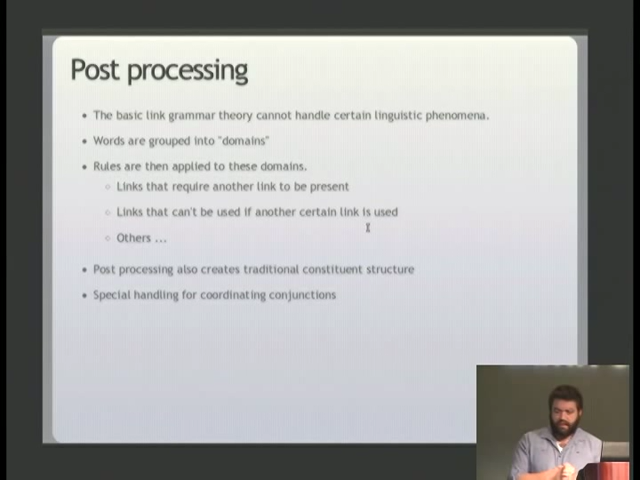 Post processing
• The basic link grammar theory cannot handle certain linguistic phenomena.
• Words are grouped into "domains"
• Rules are then applied to these domains.
○ Links that require another link to be present
○ Links that can't be used if another certain link is used
○ Others ...
• Post processing also creates traditional constituent structure
• Special handling for coordinating conjunctions